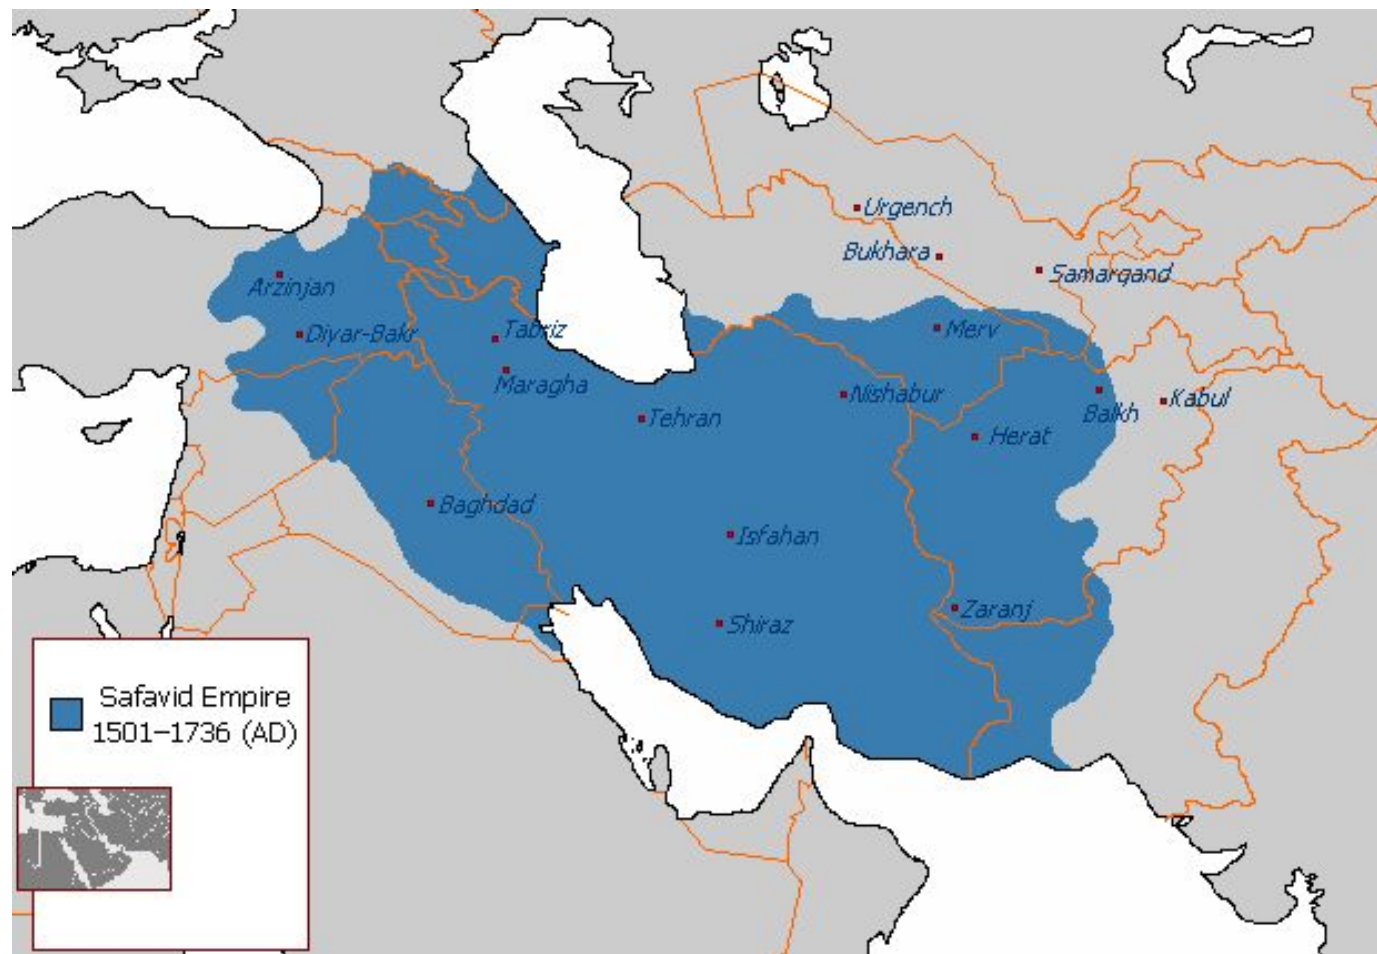 Urgench
Bukhara
Samarqand
Arzinjan
Diyar-Bakr
Tabriz
Merv
Maragha
Nishabur
Balkh
Kabul
Tehran
Herat
Baghdad
Isfahan
Zaranj
Shiraz
Safavid Empire
1501–1736 (AD)